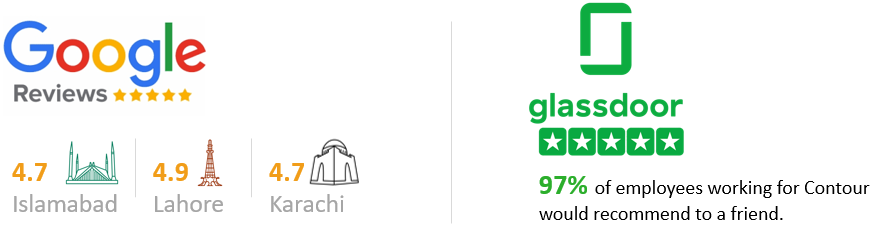 Google
Reviews
4.7
Islamabad
4.9
Lahore
4.7
Karachi
glassdoor
97% of employees working for Contour
would recommend to a friend.